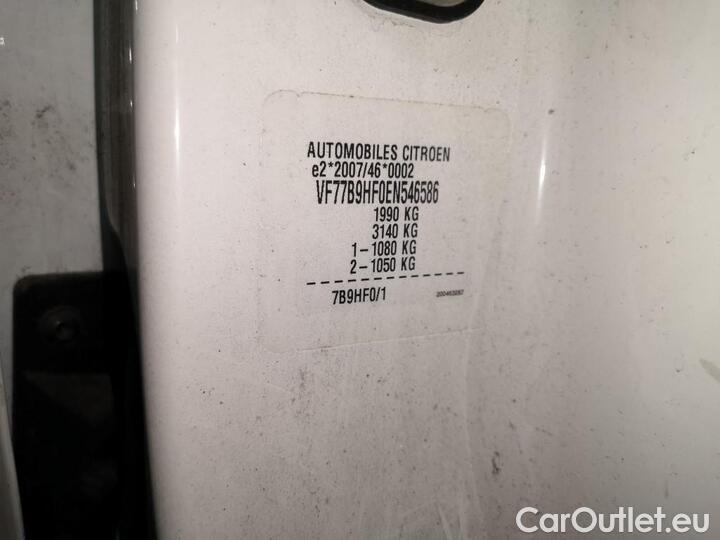 AUTOMOBILES CITROEN
e2*2007/46*0002
VF77B9HF0EN546586
1990 KG
3140 KG
1-1080 KG
2-1050 KG
7B9HF0/1
CarOutlet.eu